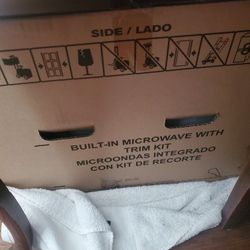 SIDE / LADO
BUILT-IN MICROWAVE WITH
TRIM KIT
MICROONDAS INTEGRADO
CON KIT DE RECORTE